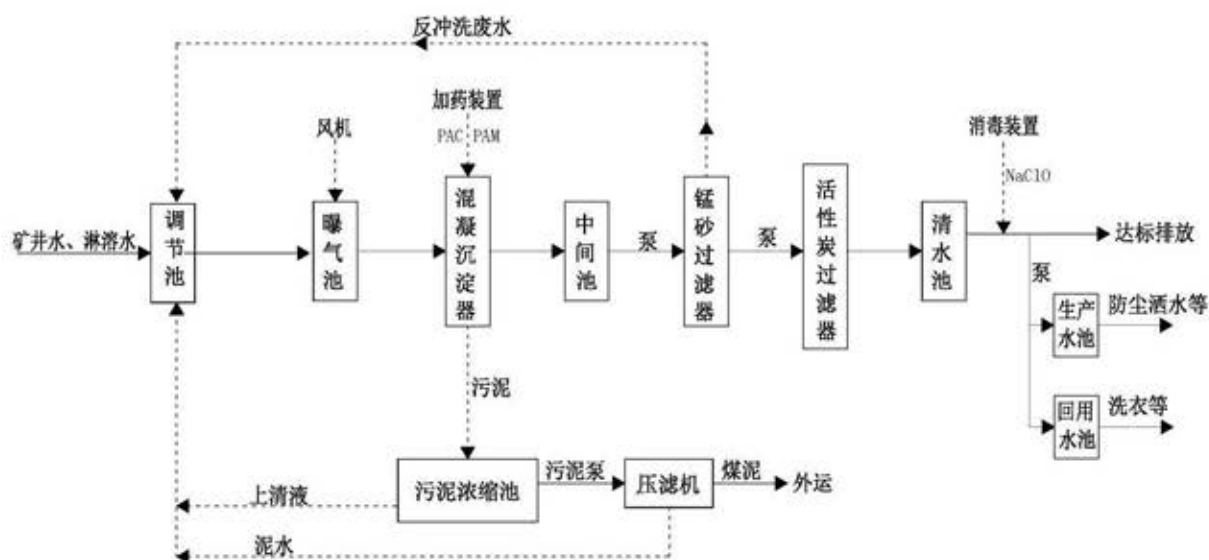 反冲洗废水
加药装置
PAC PAM
风机
消毒装置
NaClO
矿井水、淋溶水
调节池
曝气池
混凝沉淀器
中间池
泵
锰砂过滤器
泵
活性炭过滤器
清水池
达标排放
泵
生产水池
防尘洒水等
回用水池
洗衣等
污泥
污泥浓缩池
污泥泵
压滤机
煤泥
外运
上清液
泥水